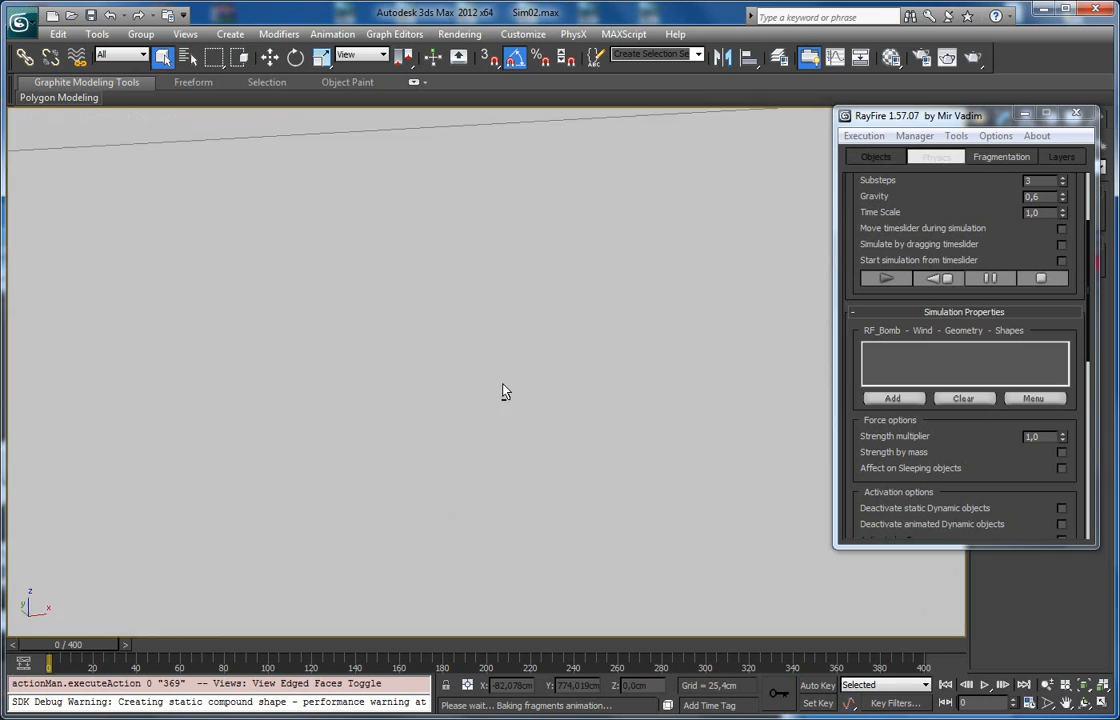 Autodesk 3ds Max 2012 x64 Sim02.max
Type a keyword or phrase
Edit Tools Group Views Create Modifiers Animation Graph Editors Rendering Customize PhysX MAXScript Help
All View Create Selection Se
Graphite Modeling Tools Freeform Selection Object Paint
Polygon Modeling
RayFire 1.57.07 by Mir Vadim
Execution Manager Tools Options About
Objects Physics Fragmentation Layers
Substeps 3
Gravity 0,6
Time Scale 1,0
Move timeslider during simulation
Simulate by dragging timeslider
Start simulation from timeslider
- Simulation Properties
RF_Bomb - Wind - Geometry - Shapes
Add Clear Menu
Force options
Strength multiplier 1,0
Strength by mass
Affect on Sleeping objects
Activation options
Deactivate static Dynamic objects
Deactivate animated Dynamic objects
z
y x
< 0 / 400 >
0 20 40 60 80 100 120 140 160 180 200 220 240 260 280 300 320 340 360 380 400
actionMan.executeAction 0 "369" -- Views: View Edged Faces Toggle
X: -82,078cm Y: 774,019cm Z: 0,0cm Grid = 25,4cm Auto Key Selected
SDK Debug Warning: Creating static compound shape - performance warning at
Please wait... Baking fragments animation... Add Time Tag Set Key Key Filters... 0